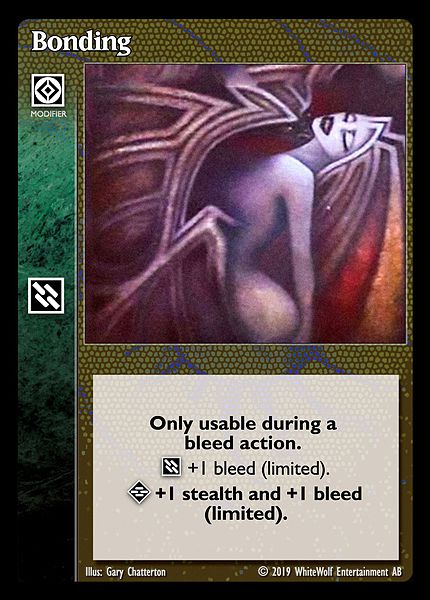 Bonding
MODIFIER
Only usable during a
bleed action.
+1 bleed (limited).
+1 stealth and +1 bleed
(limited).
Illus: Gary Chatterton
© 2019 WhiteWolf Entertainment AB